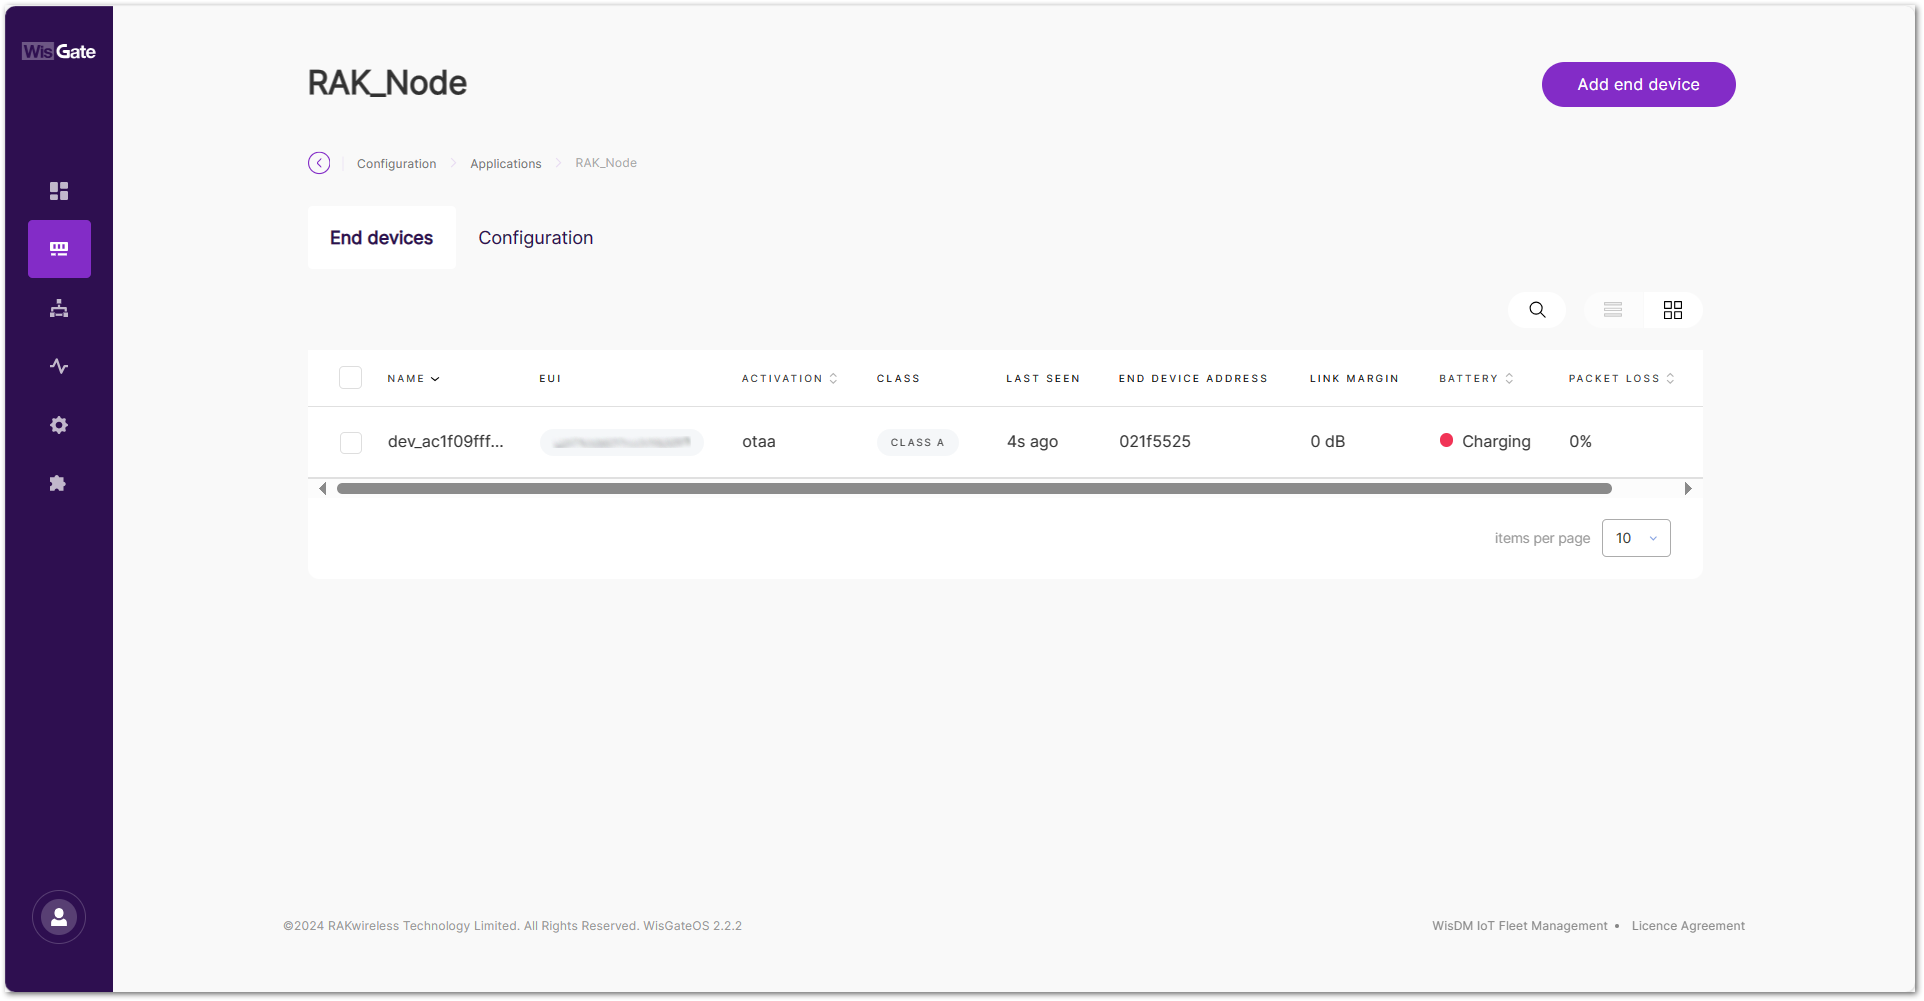 WisGate
RAK_Node
Add end device
Configuration
Applications
RAK_Node
End devices
Configuration
NAME
EUI
ACTIVATION
CLASS
LAST SEEN
END DEVICE ADDRESS
LINK MARGIN
BATTERY
PACKET LOSS
dev_ac1f09fff...
otaa
CLASS A
4s ago
021f5525
0 dB
Charging
0%
items per page
10
©2024 RAKwireless Technology Limited. All Rights Reserved. WisGateOS 2.2.2
WisDM IoT Fleet Management •
Licence Agreement